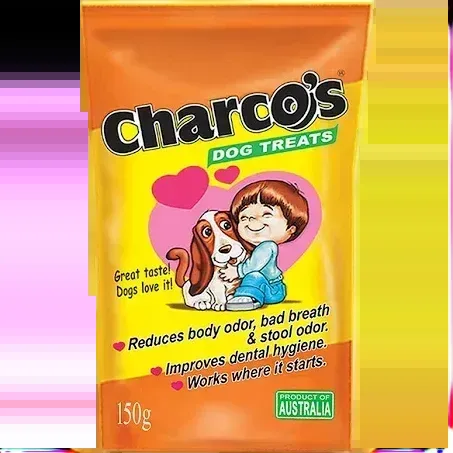 Charco's®
DOG TREATS
Great taste!
Dogs love it!
Reduces body odor, bad breath
& stool odor.
Improves dental hygiene.
Works where it starts.
150g
PRODUCT OF
AUSTRALIA